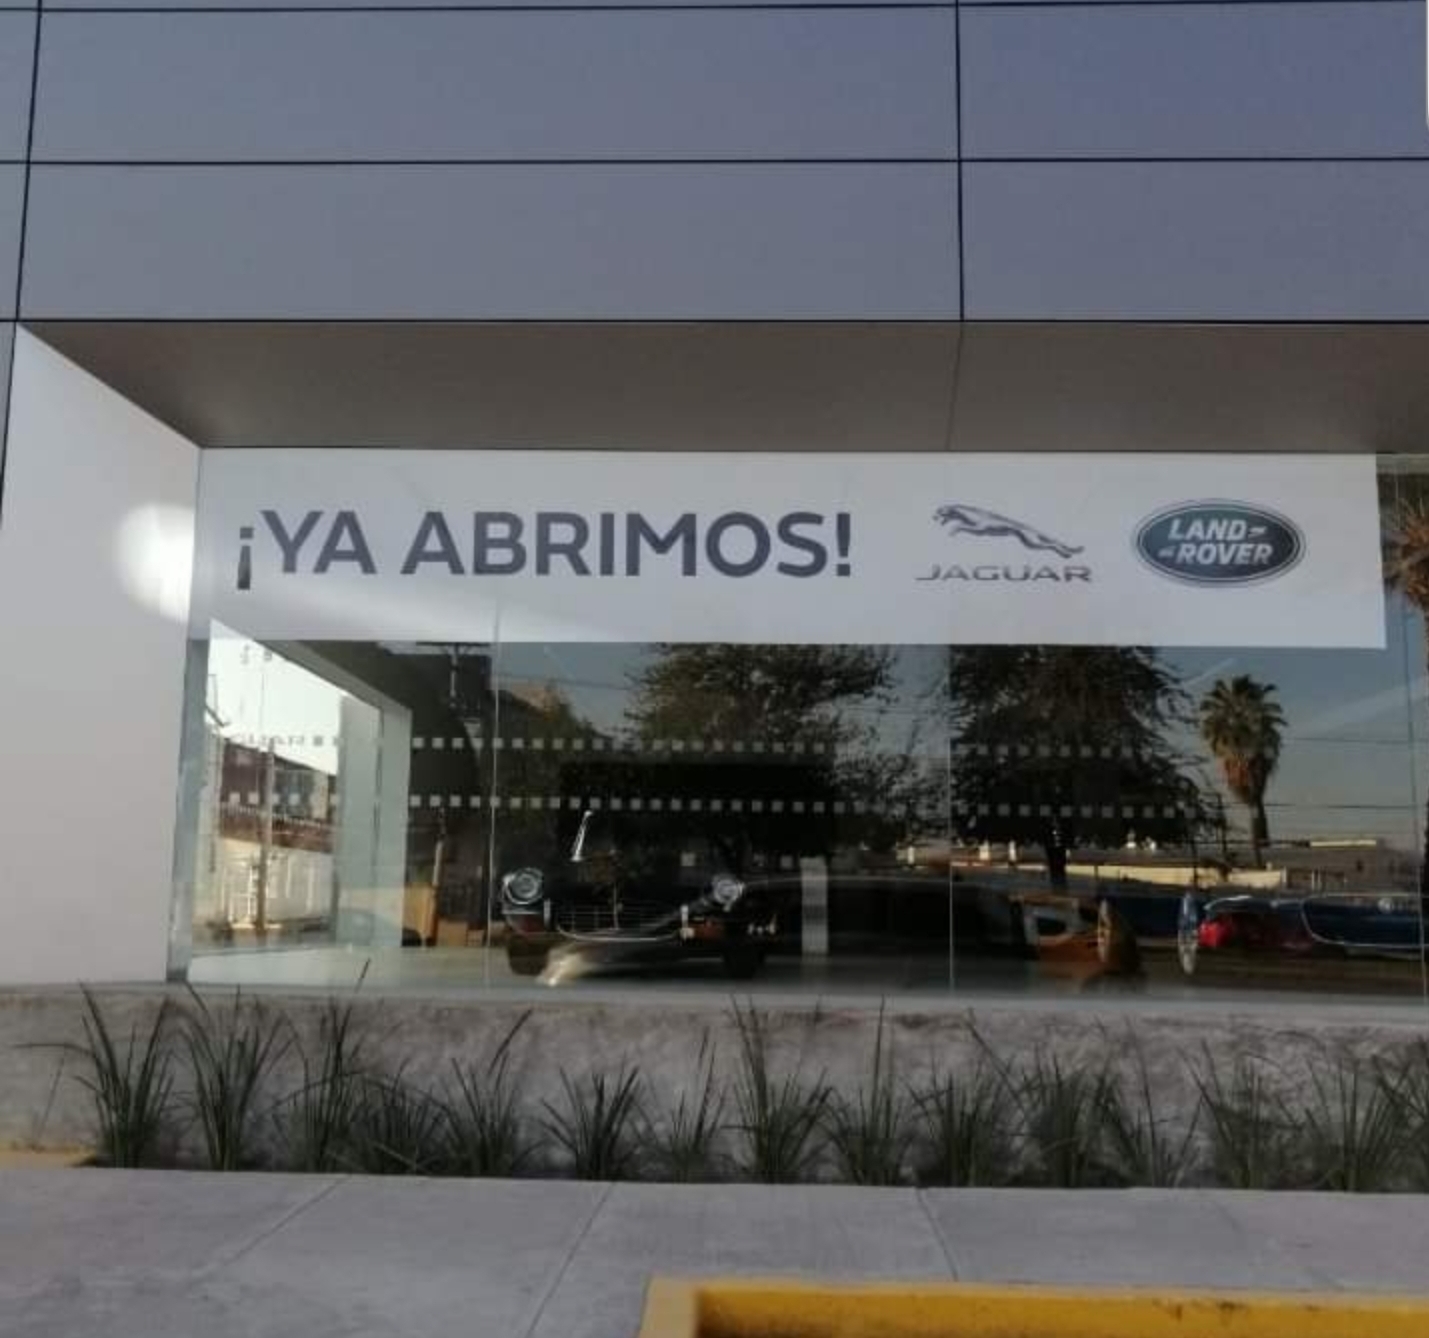 ¡YA ABRIMOS!
JAGUAR
LAND-
ROVER